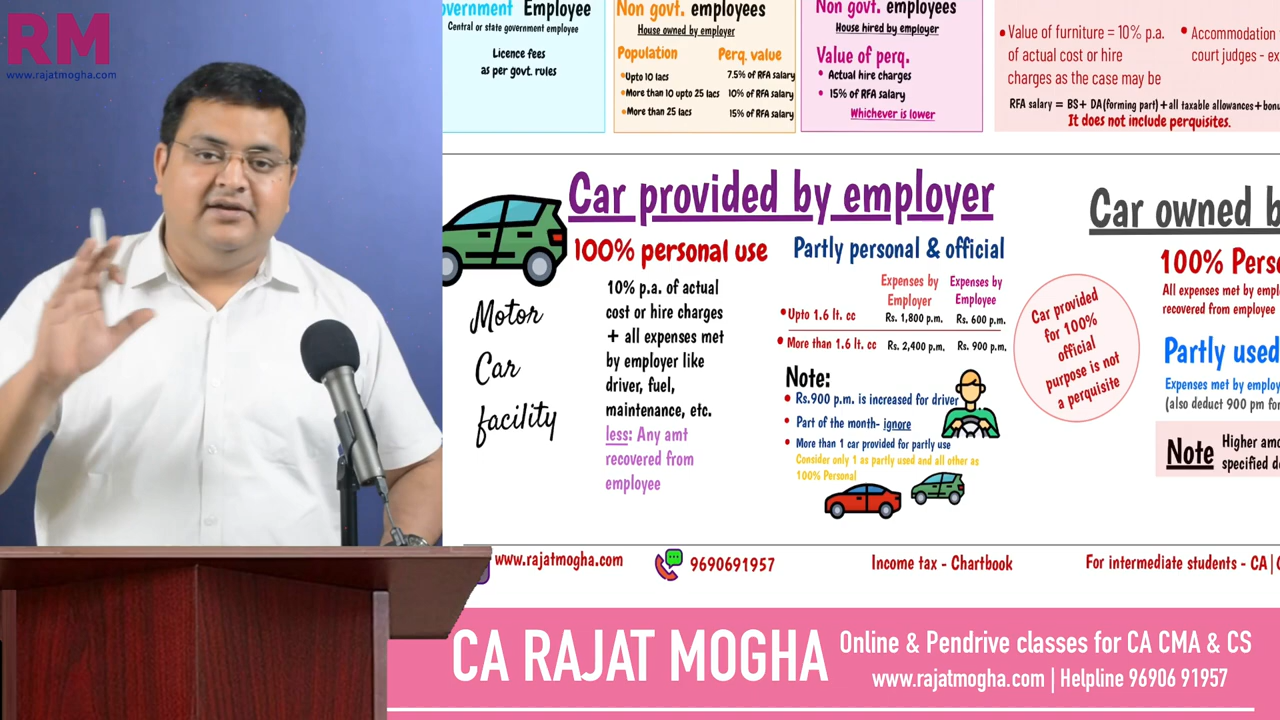 RM
www.rajatmogha.com
overnment Employee
Central or state government employee
Licence fees
as per govt. rules
Non govt. employees
House owned by employer
Population Perq. value
Upto 10 lacs 7.5% of RFA salary
More than 10 upto 25 lacs 10% of RFA salary
More than 25 lacs 15% of RFA salary
Non govt. employees
House hired by employer
Value of perq.
Actual hire charges
15% of RFA salary
Whichever is lower
Value of furniture = 10% p.a.
of actual cost or hire
charges as the case may be
Accommodation
court judges - ex
RFA salary = BS+ DA(forming part)+all taxable allowances+bonu
It does not include perquisites.
Car provided by employer
Motor
Car
facility
100% personal use
10% p.a. of actual
cost or hire charges
+ all expenses met
by employer like
driver, fuel,
maintenance, etc.
less: Any amt
recovered from
employee
Partly personal & official
Expenses by
Employer
Expenses by
Employee
Upto 1.6 lt. cc Rs. 1,800 p.m. Rs. 600 p.m.
More than 1.6 lt. cc Rs. 2,400 p.m. Rs. 900 p.m.
Note:
Rs.900 p.m. is increased for driver
Part of the month- ignore
More than 1 car provided for partly use
Consider only 1 as partly used and all other as
100% Personal
Car provided
for 100%
official
purpose is not
a perquisite
Car owned b
100% Pers
All expenses met by empl
recovered from employee
Partly used
Expenses met by employ
(also deduct 900 pm for
Note
Higher amo
specified d
www.rajatmogha.com
9690691957
Income tax - Chartbook
For intermediate students - CA|C
CA RAJAT MOGHA
Online & Pendrive classes for CA CMA & CS
www.rajatmogha.com | Helpline 96906 91957